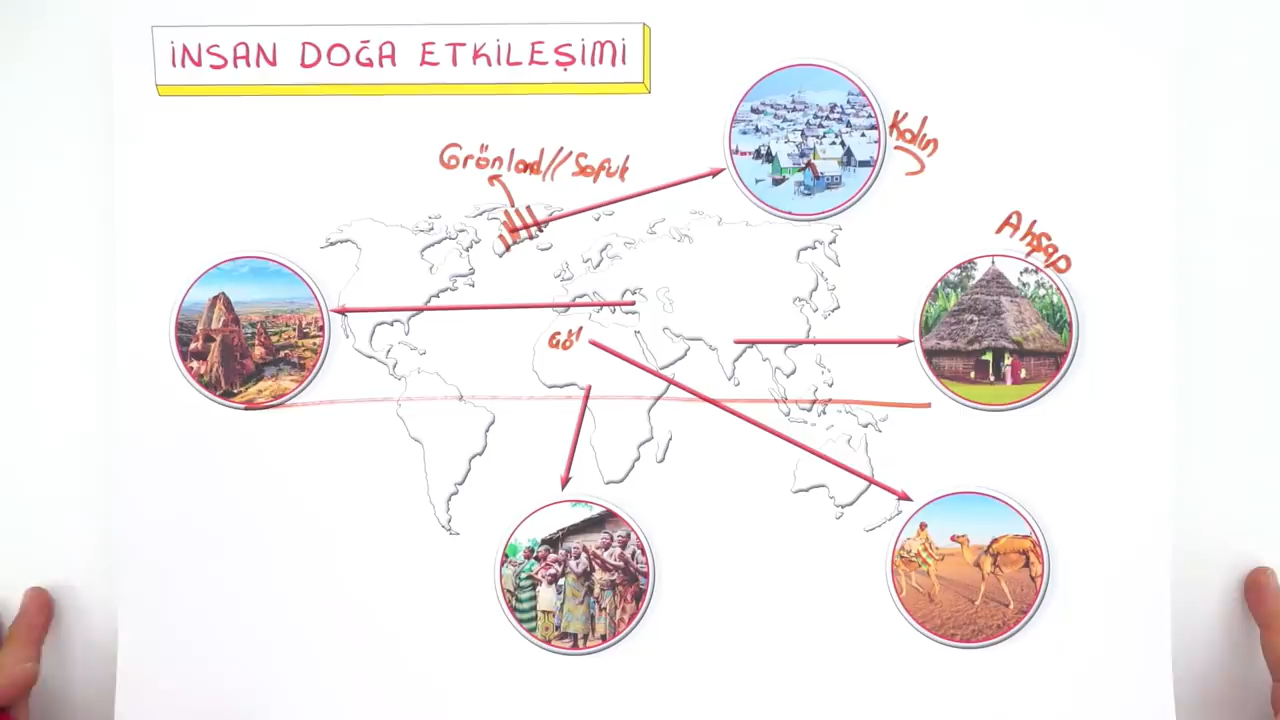 İNSAN DOĞA ETKİLEŞİMİ
Grönland// Soğuk
Kalın
Ahşap
Göl